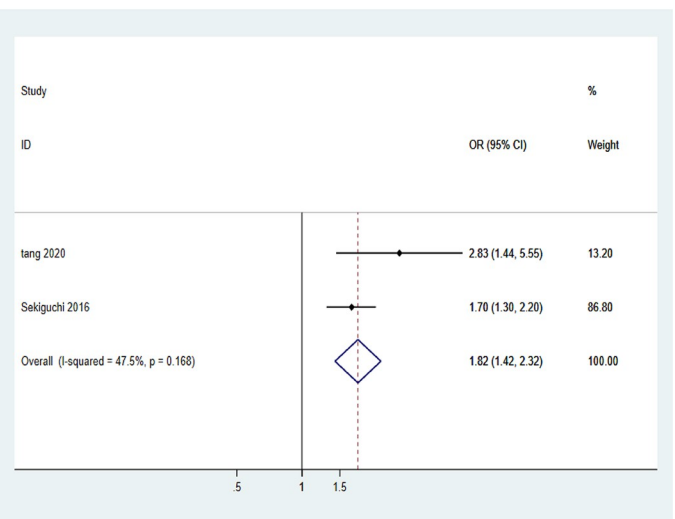 Study %
ID OR (95% CI) Weight
tang 2020 2.83 (1.44, 5.55) 13.20
Sekiguchi 2016 1.70 (1.30, 2.20) 86.80
Overall (I-squared = 47.5%, p = 0.168) 1.82 (1.42, 2.32) 100.00
.5 1 1.5